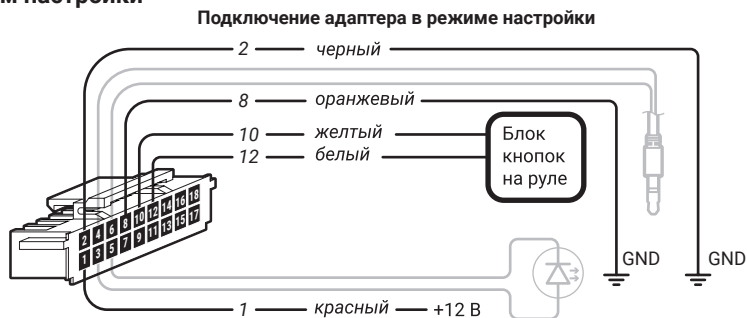 м настройки
Подключение адаптера в режиме настройки
2 черный
8 оранжевый
10 желтый
12 белый
Блок
кнопок
на руле
2 4 6 8 10 12 14 16 18
1 3 5 7 9 11 13 15 17
GND
GND
1 красный +12 В